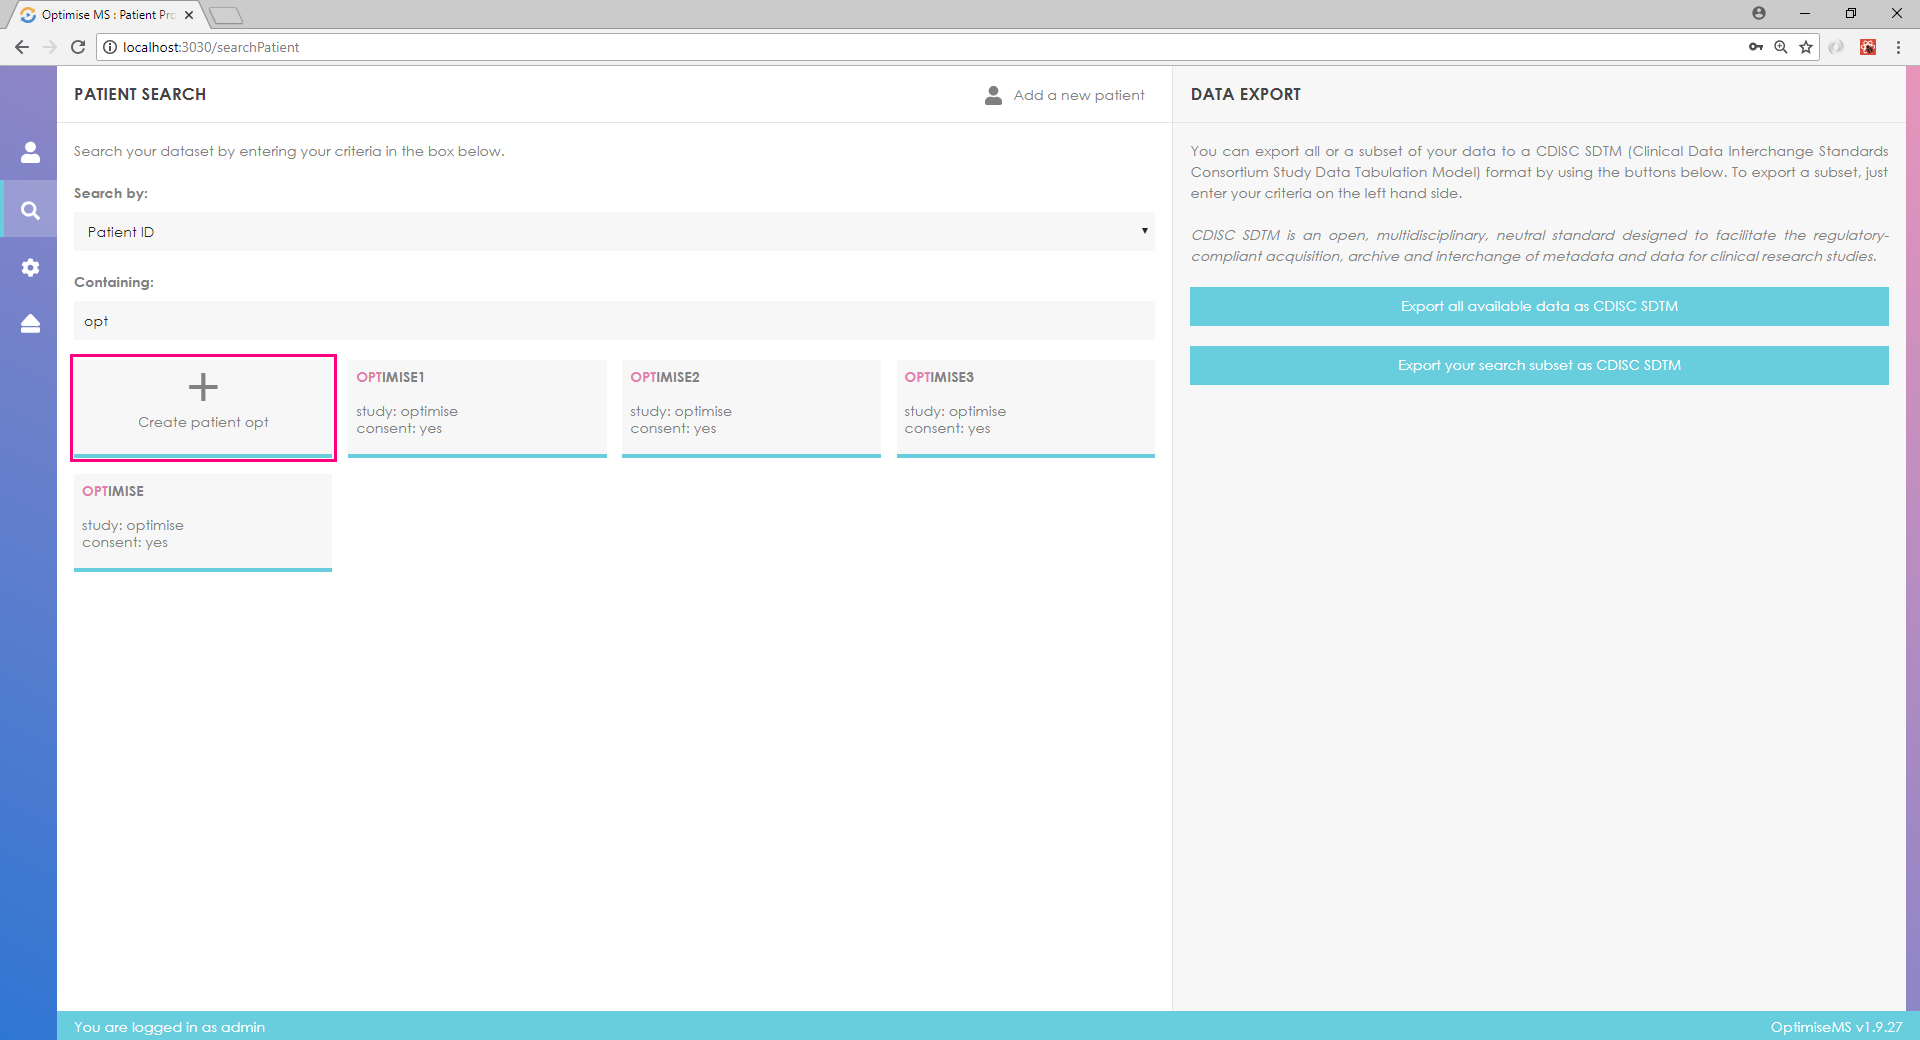 Optimise MS : Patient Pro
localhost:3030/searchPatient
PATIENT SEARCH
Add a new patient
Search your dataset by entering your criteria in the box below.
Search by:
Patient ID
Containing:
opt
Create patient opt
OPTIMISE1
study: optimise
consent: yes
OPTIMISE2
study: optimise
consent: yes
OPTIMISE3
study: optimise
consent: yes
OPTIMISE
study: optimise
consent: yes
DATA EXPORT
You can export all or a subset of your data to a CDISC SDTM (Clinical Data Interchange Standards
Consortium Study Data Tabulation Model) format by using the buttons below. To export a subset, just
enter your criteria on the left hand side.
CDISC SDTM is an open, multidisciplinary, neutral standard designed to facilitate the regulatory-
compliant acquisition, archive and interchange of metadata and data for clinical research studies.
Export all available data as CDISC SDTM
Export your search subset as CDISC SDTM
You are logged in as admin
OptimiseMS v1.9.27